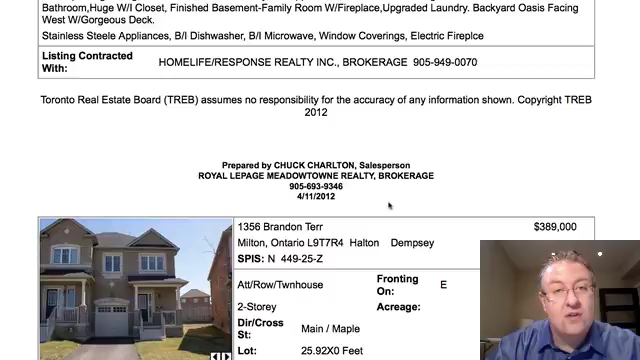 Bathroom,Huge W/I Closet, Finished Basement-Family Room W/Fireplace,Upgraded Laundry. Backyard Oasis Facing
West W/Gorgeous Deck.
Stainless Steele Appliances, B/I Dishwasher, B/I Microwave, Window Coverings, Electric Fireplce
Listing Contracted
With:
HOMELIFE/RESPONSE REALTY INC., BROKERAGE 905-949-0070
Toronto Real Estate Board (TREB) assumes no responsibility for the accuracy of any information shown. Copyright TREB
2012
Prepared by CHUCK CHARLTON, Salesperson
ROYAL LEPAGE MEADOWTOWNE REALTY, BROKERAGE
905-693-9346
4/11/2012
1356 Brandon Terr $389,000
Milton, Ontario L9T7R4 Halton Dempsey
SPIS: N 449-25-Z
Att/Row/Twnhouse Fronting On: E
2-Storey Acreage:
Dir/Cross St: Main / Maple
Lot: 25.92X0 Feet